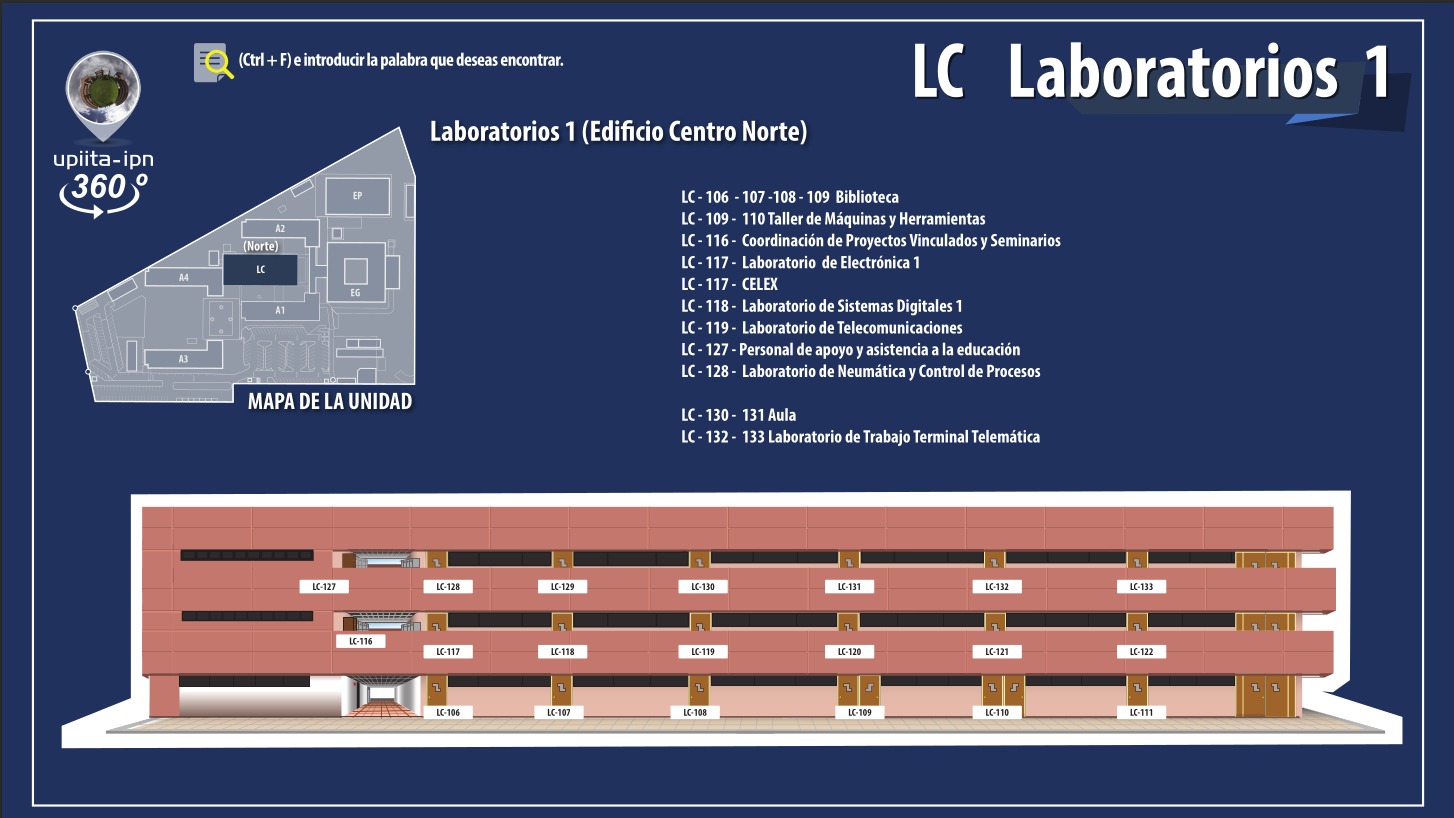 (Ctrl + F) e introducir la palabra que deseas encontrar.
LC Laboratorios 1
upiita-ipn
360 º
Laboratorios 1 (Edificio Centro Norte)
EP
A2
(Norte)
LC
A4
EG
A1
A3
MAPA DE LA UNIDAD
LC - 106 - 107 -108 - 109 Biblioteca
LC - 109 - 110 Taller de Máquinas y Herramientas
LC - 116 - Coordinación de Proyectos Vinculados y Seminarios
LC - 117 - Laboratorio de Electrónica 1
LC - 117 - CELEX
LC - 118 - Laboratorio de Sistemas Digitales 1
LC - 119 - Laboratorio de Telecomunicaciones
LC - 127 - Personal de apoyo y asistencia a la educación
LC - 128 - Laboratorio de Neumática y Control de Procesos
LC - 130 - 131 Aula
LC - 132 - 133 Laboratorio de Trabajo Terminal Telemática
LC-127 LC-128 LC-129 LC-130 LC-131 LC-132 LC-133
LC-116
LC-117 LC-118 LC-119 LC-120 LC-121 LC-122
LC-106 LC-107 LC-108 LC-109 LC-110 LC-111